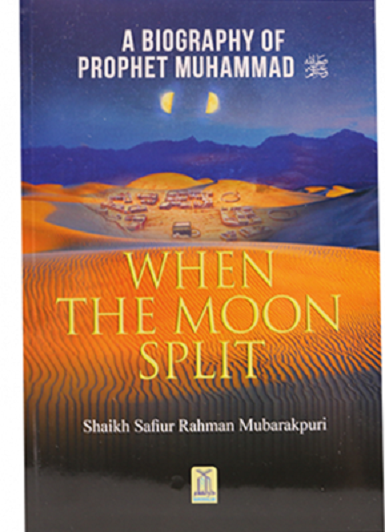 A BIOGRAPHY OF
PROPHET MUHAMMAD ﷺ
WHEN
THE MOON
SPLIT
Shaikh Safiur Rahman Mubarakpuri